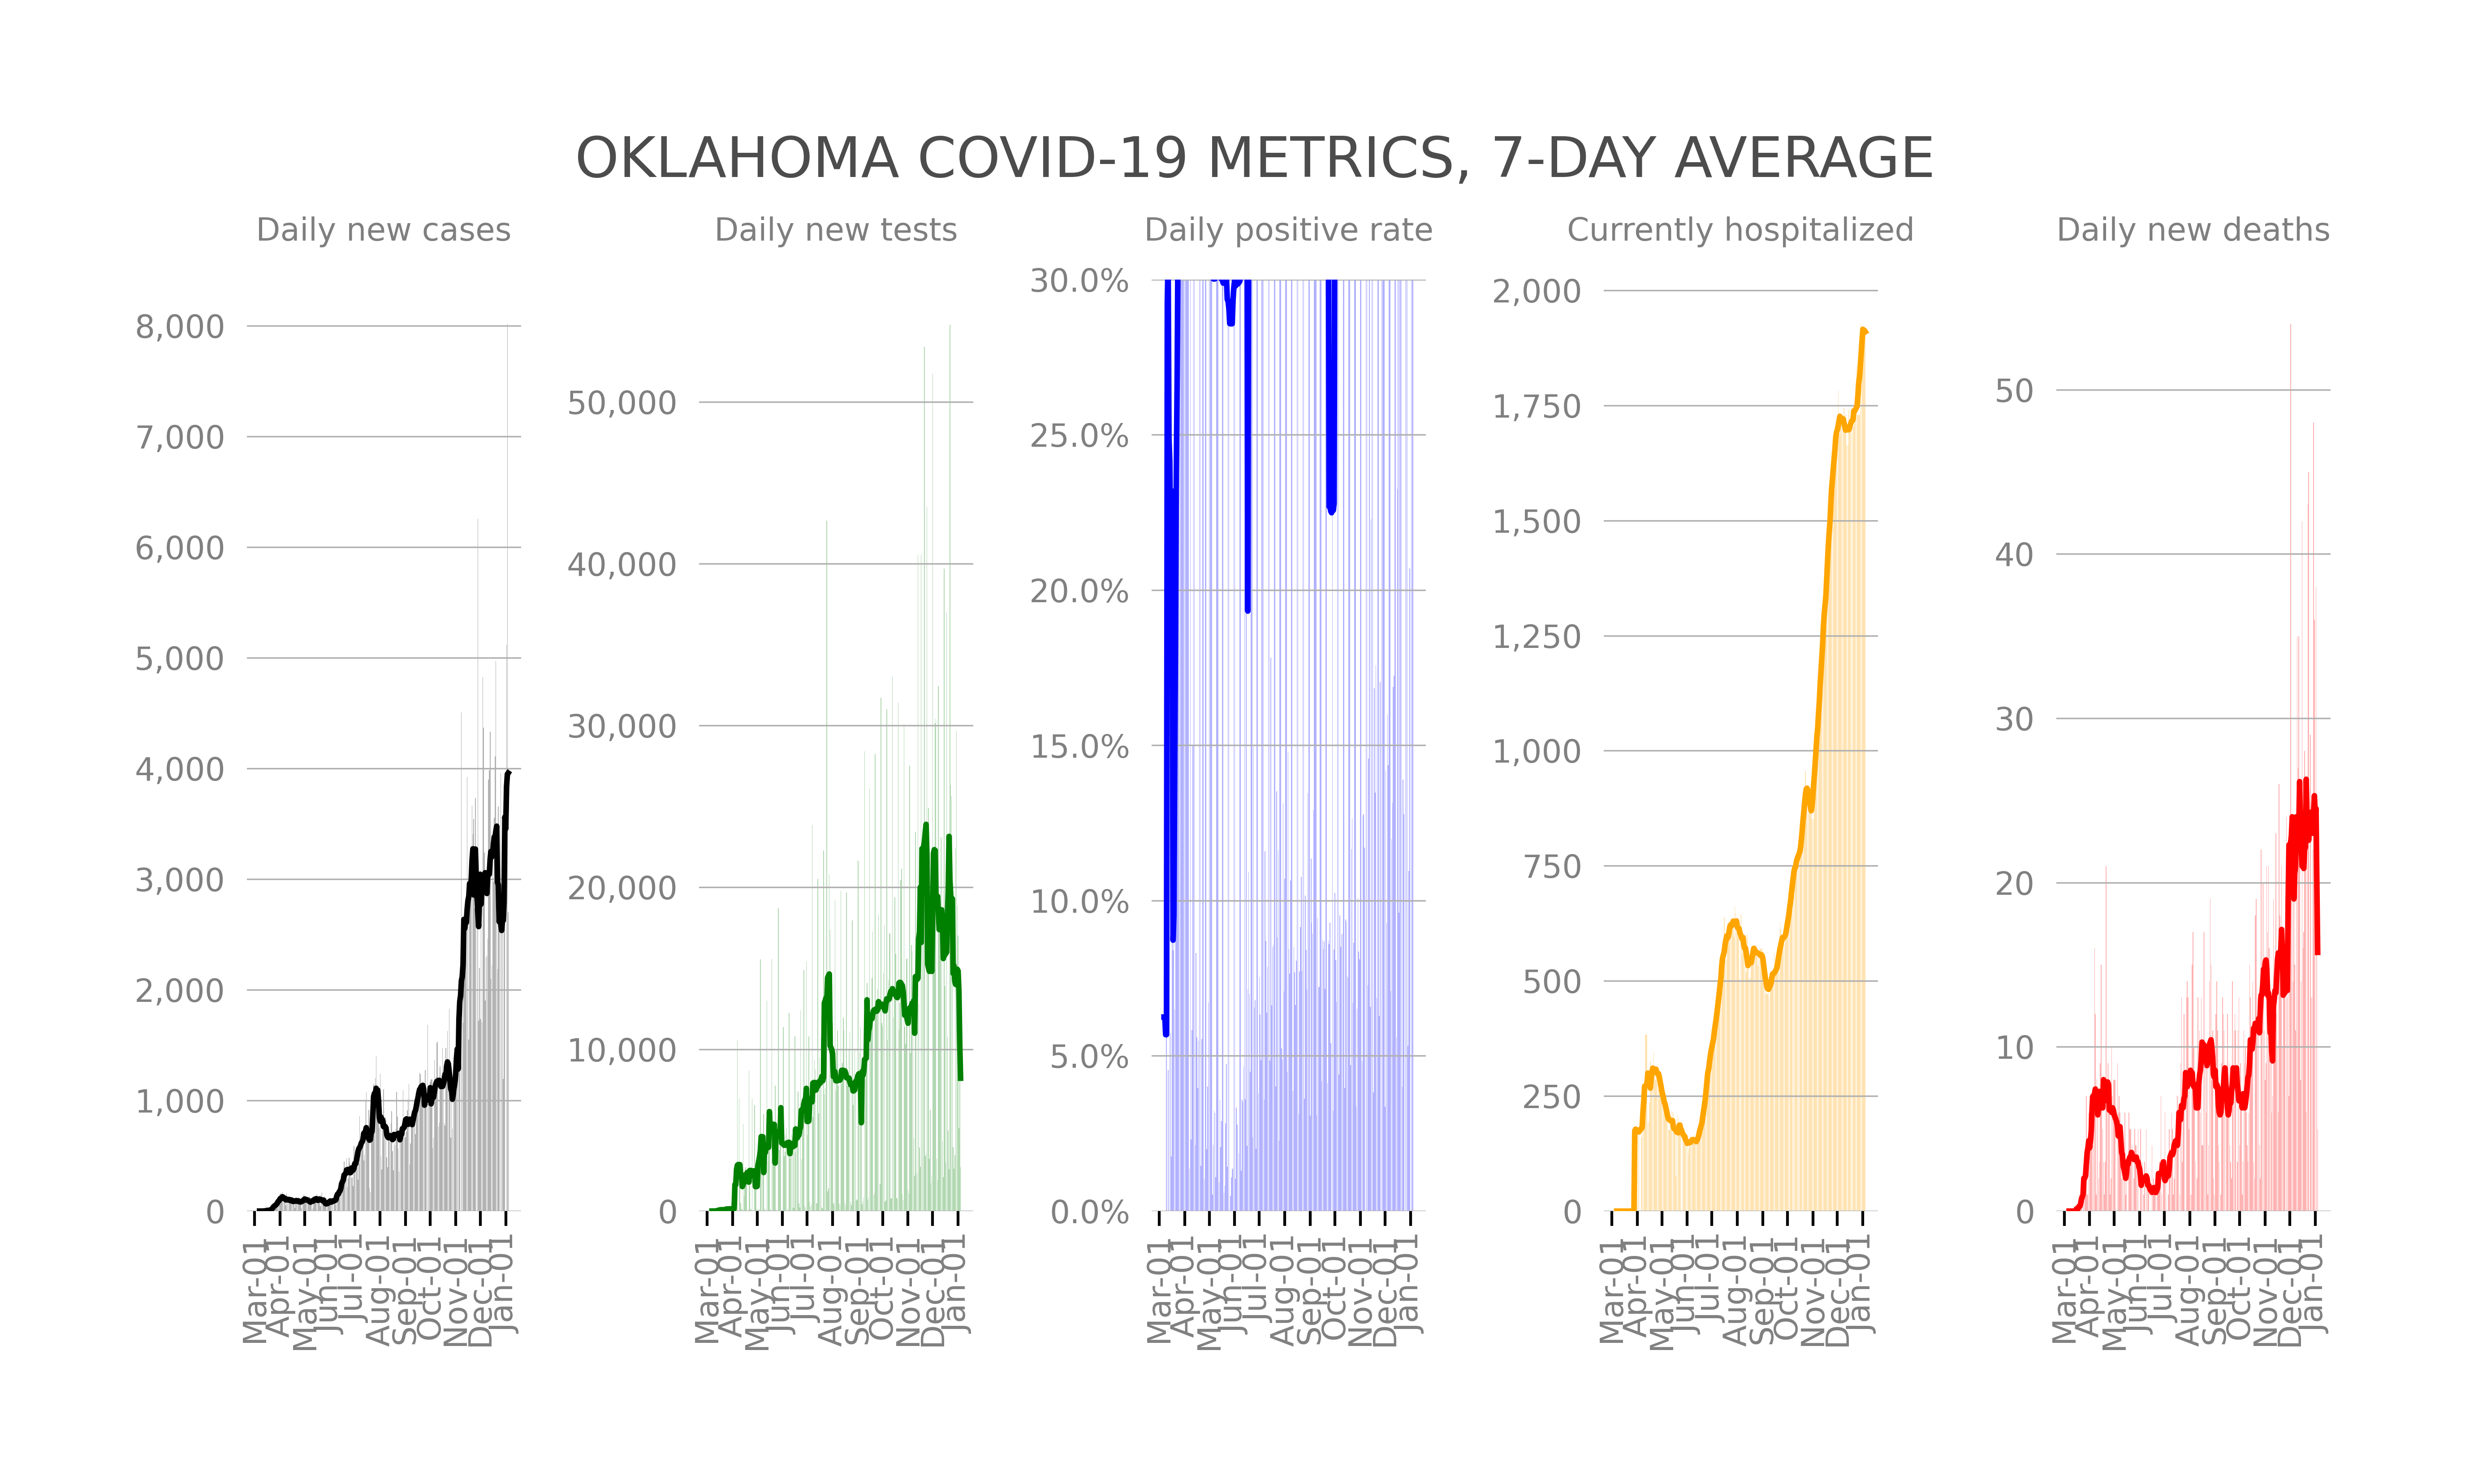 OKLAHOMA COVID-19 METRICS, 7-DAY AVERAGE
Daily new cases
8,000
7,000
6,000
5,000
4,000
3,000
2,000
1,000
0
Mar-01
Apr-01
May-01
Jun-01
Jul-01
Aug-01
Sep-01
Oct-01
Nov-01
Dec-01
Jan-01
Daily new tests
50,000
40,000
30,000
20,000
10,000
0
Mar-01
Apr-01
May-01
Jun-01
Jul-01
Aug-01
Sep-01
Oct-01
Nov-01
Dec-01
Jan-01
Daily positive rate
30.0%
25.0%
20.0%
15.0%
10.0%
5.0%
0.0%
Mar-01
Apr-01
May-01
Jun-01
Jul-01
Aug-01
Sep-01
Oct-01
Nov-01
Dec-01
Jan-01
Currently hospitalized
2,000
1,750
1,500
1,250
1,000
750
500
250
0
Mar-01
Apr-01
May-01
Jun-01
Jul-01
Aug-01
Sep-01
Oct-01
Nov-01
Dec-01
Jan-01
Daily new deaths
50
40
30
20
10
0
Mar-01
Apr-01
May-01
Jun-01
Jul-01
Aug-01
Sep-01
Oct-01
Nov-01
Dec-01
Jan-01